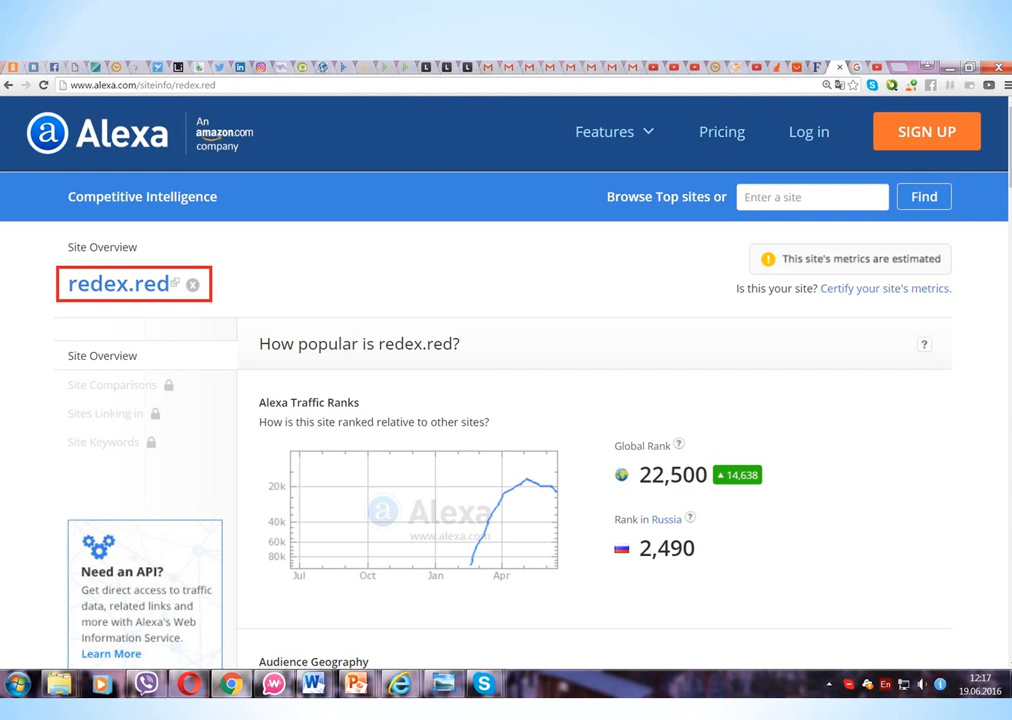 www.alexa.com/siteinfo/redex.red
a Alexa
An
amazon.com
company
Features
Pricing
Log in
SIGN UP
Competitive Intelligence
Browse Top sites or
Enter a site
Find
Site Overview
redex.red
This site's metrics are estimated
Is this your site? Certify your site's metrics.
Site Overview
Site Comparisons
Sites Linking in
Site Keywords
How popular is redex.red?
?
Alexa Traffic Ranks
How is this site ranked relative to other sites?
20k
40k
60k
80k
Jul
Oct
Jan
Apr
a Alexa
www.alexa.com
Global Rank ?
22,500 14,638
Rank in Russia ?
2,490
Need an API?
Get direct access to traffic
data, related links and
more with Alexa's Web
Information Service.
Learn More
Audience Geography
En
12:17
19.06.2016